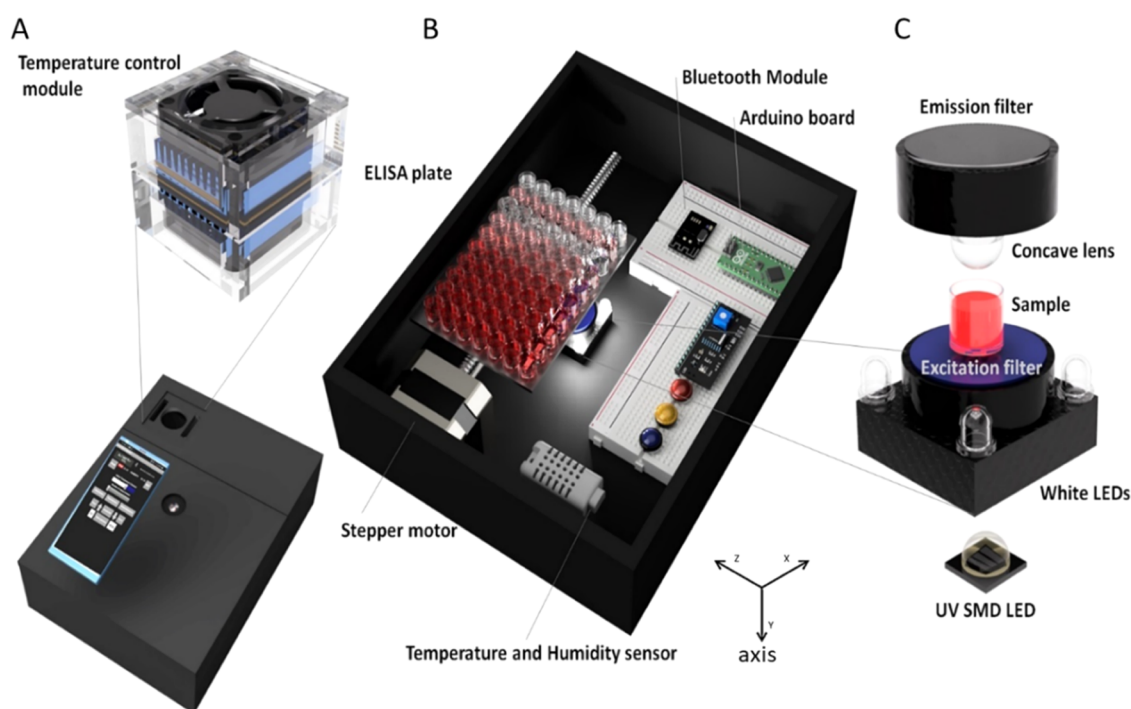 A
B
C
Temperature control
module
ELISA plate
Bluetooth Module
Arduino board
Emission filter
Concave lens
Sample
Excitation filter
White LEDs
UV SMD LED
Stepper motor
Temperature and Humidity sensor
Z
X
Y
axis